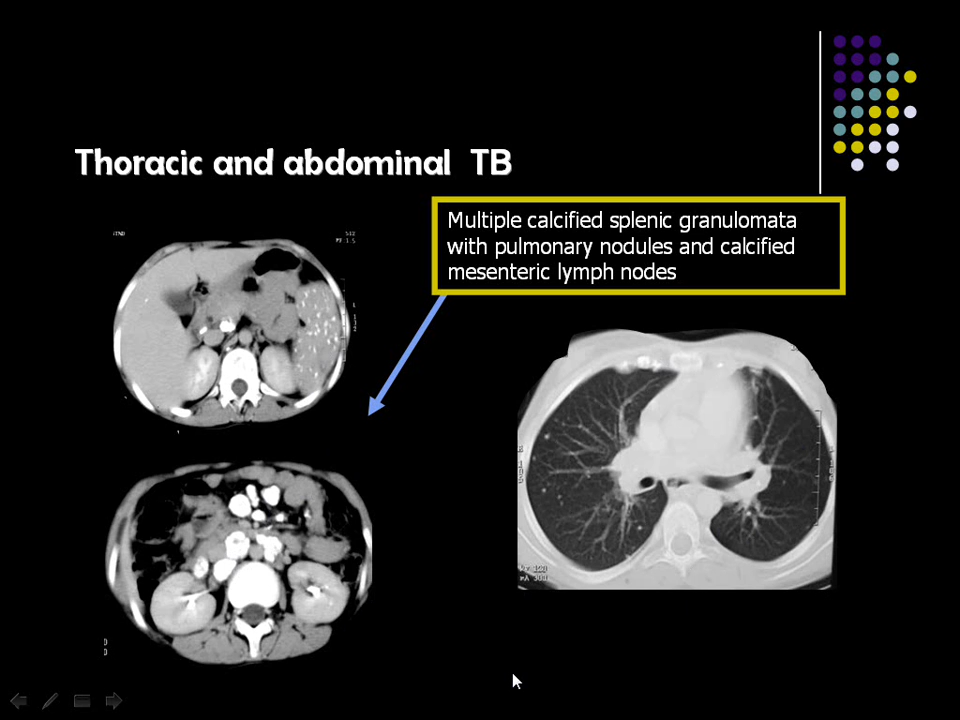 Thoracic and abdominal TB
Multiple calcified splenic granulomata
with pulmonary nodules and calcified
mesenteric lymph nodes